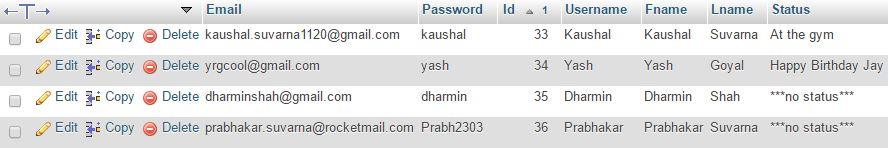 Email Password Id 1 Username Fname Lname Status
Edit Copy Delete kaushal.suvarna1120@gmail.com kaushal 33 Kaushal Kaushal Suvarna At the gym
Edit Copy Delete yrgcool@gmail.com yash 34 Yash Yash Goyal Happy Birthday Jay
Edit Copy Delete dharminshah@gmail.com dharmin 35 Dharmin Dharmin Shah ***no status***
Edit Copy Delete prabhakar.suvarna@rocketmail.com Prabh2303 36 Prabhakar Prabhakar Suvarna ***no status***